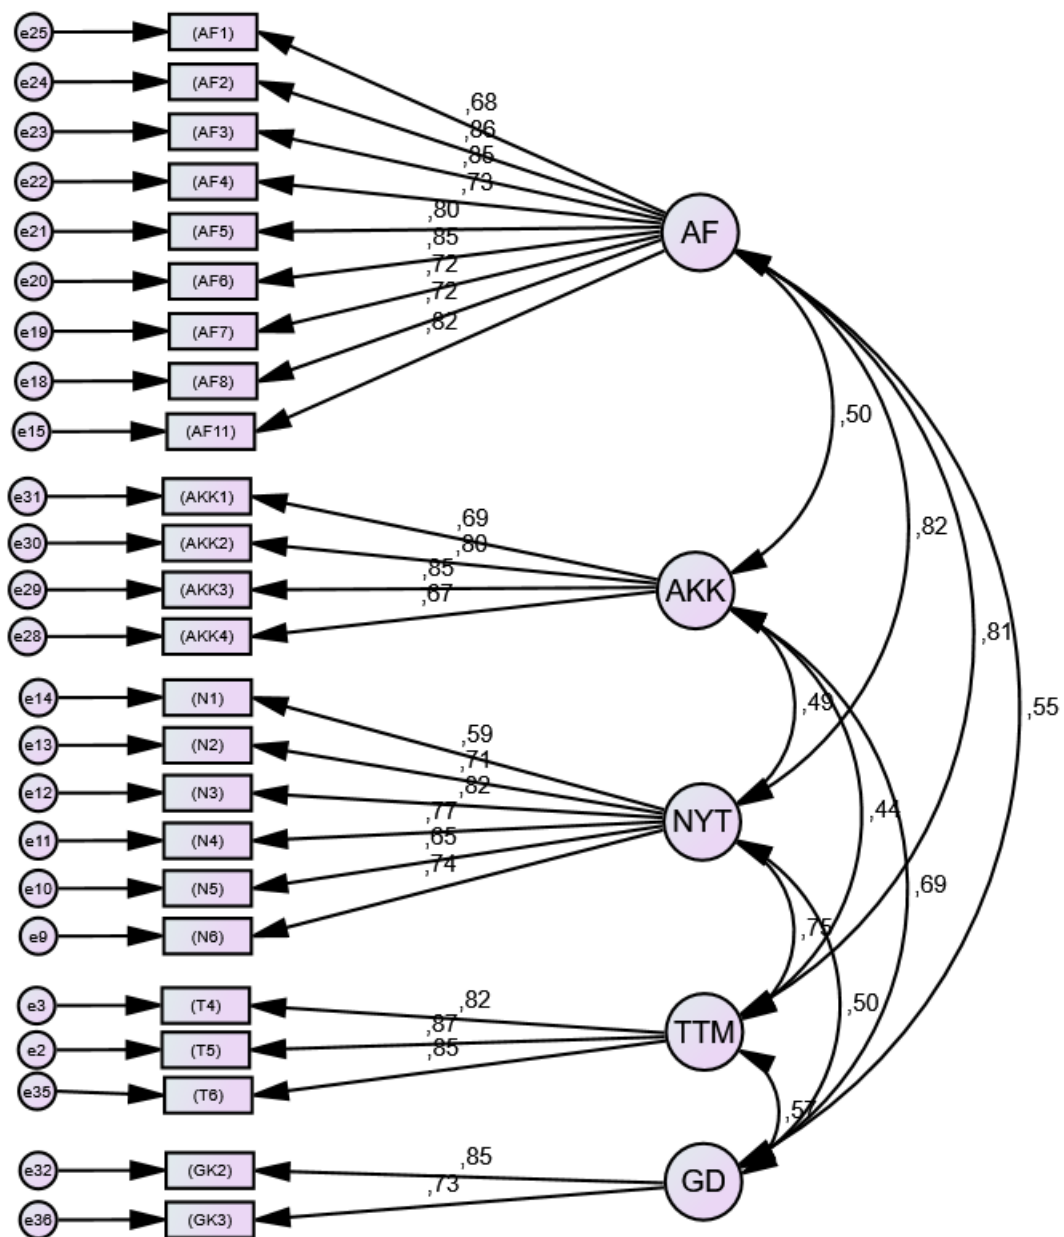 e25 (AF1)
e24 (AF2)
,68
e23 (AF3)
,86
,85
e22 (AF4)
,73
e21 (AF5)
,80
AF
,85
e20 (AF6)
,72
,72
e19 (AF7)
,82
e18 (AF8)
,50
e15 (AF11)
e31 (AKK1)
,69
,82
e30 (AKK2)
,80
,85
e29 (AKK3)
,67
AKK
e28 (AKK4)
,81
e14 (N1)
,49
,55
e13 (N2)
,59
,71
e12 (N3)
,82
,77
,44
NYT
e11 (N4)
,65
,74
e10 (N5)
,69
e9 (N6)
,75
e3 (T4)
,82
,50
,87
TTM
e2 (T5)
,85
e35 (T6)
,57
e32 (GK2)
,85
,73
GD
e36 (GK3)